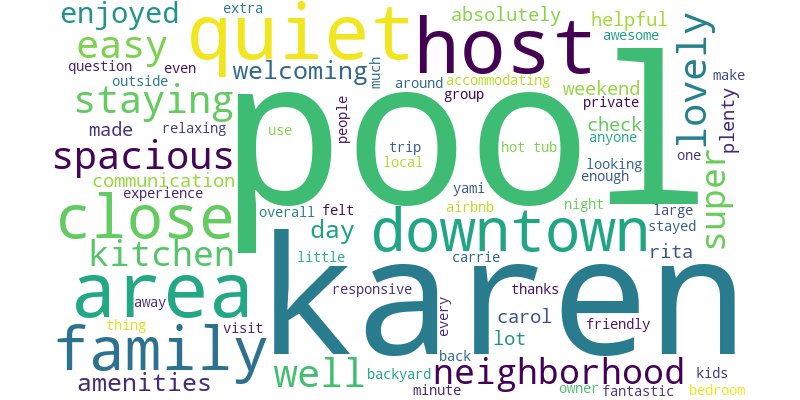 enjoyed
extra
quiet
host
absolutely
helpful
awesome
easy
question
even
outside
welcoming
much
around
accommodating
group
weekend
private
lovely
make
plenty
one
staying
made
relaxing
pool
use
people
trip
local
hot tub
check
anyone
looking
enough
spacious
communication
experience
close
overall
felt
yami
airbnb
night
large
stayed
super
kitchen
day
downtown
rita
little
carrie
area
away
karen
responsive
thanks
every
carol
friendly
thing
visit
family
lot
back
well
backyard
minute
neighborhood
owner
fantastic
kids
bedroom
amenities